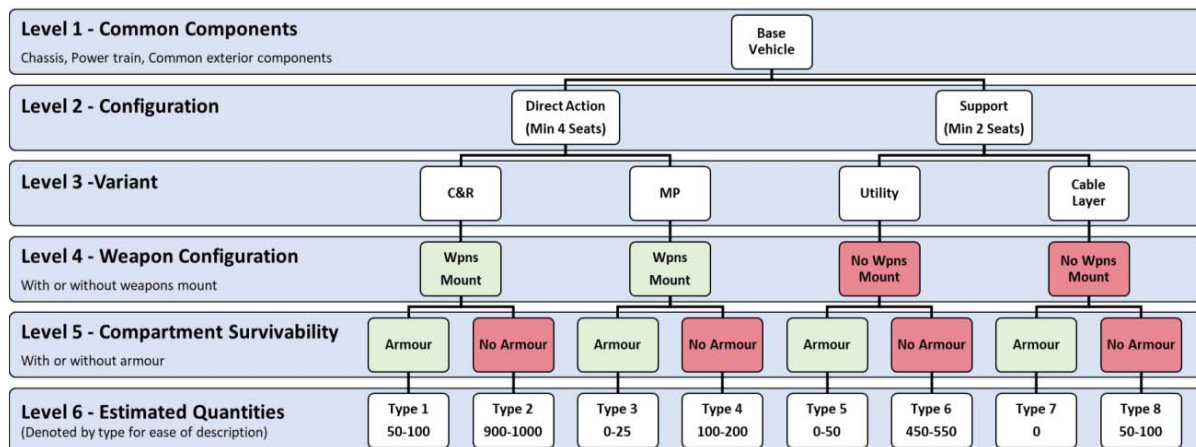 Level 1 - Common Components
Chassis, Power train, Common exterior components
Base
Vehicle
Level 2 - Configuration
Direct Action
(Min 4 Seats)
Support
(Min 2 Seats)
Level 3 -Variant
C&R
MP
Utility
Cable
Layer
Level 4 - Weapon Configuration
With or without weapons mount
Wpns
Mount
Wpns
Mount
No Wpns
Mount
No Wpns
Mount
Level 5 - Compartment Survivability
With or without armour
Armour
No Armour
Armour
No Armour
Armour
No Armour
Armour
No Armour
Level 6 - Estimated Quantities
(Denoted by type for ease of description)
Type 1
50-100
Type 2
900-1000
Type 3
0-25
Type 4
100-200
Type 5
0-50
Type 6
450-550
Type 7
0
Type 8
50-100